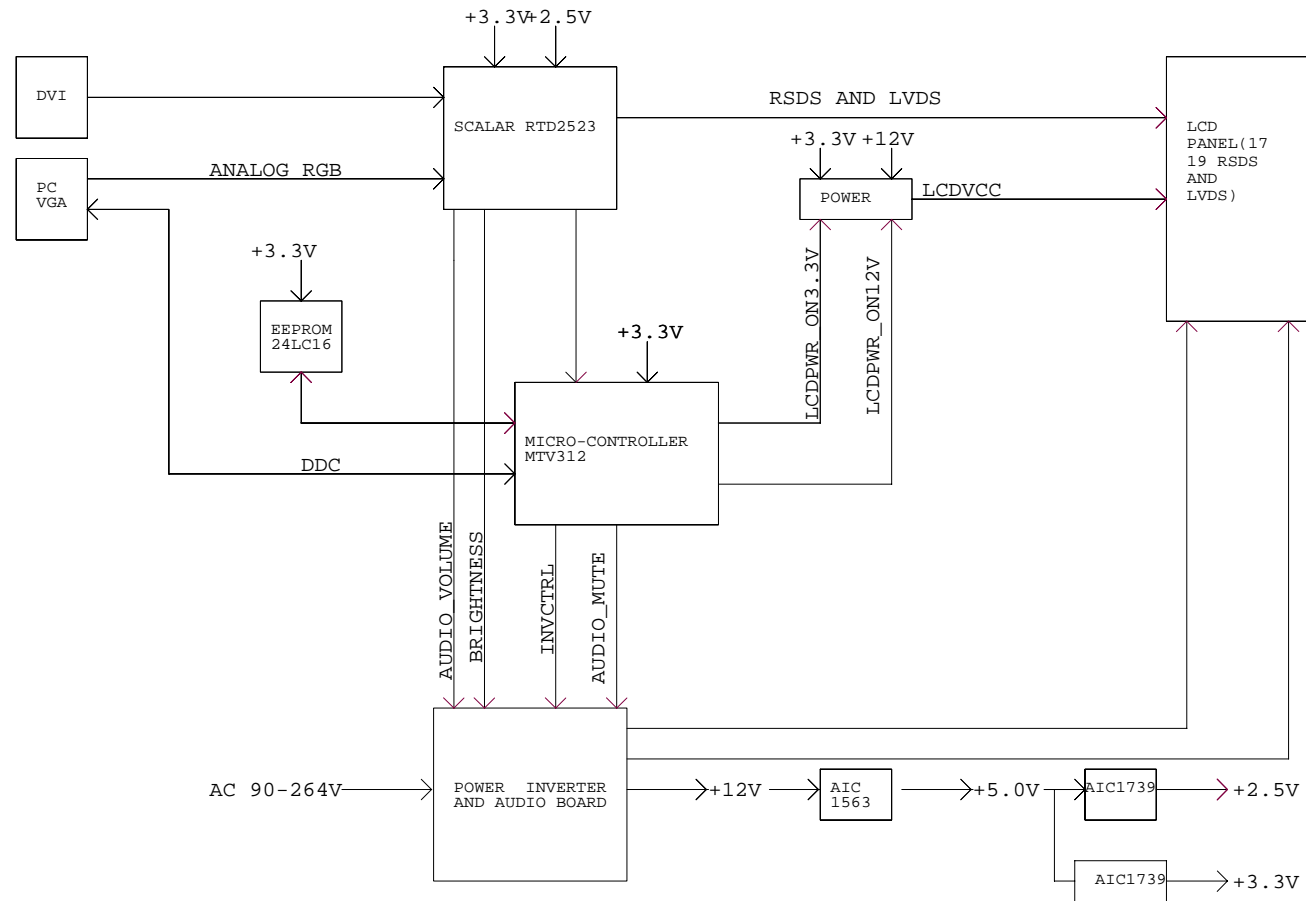 +3.3V
+2.5V
DVI
SCALAR RTD2523
RSDS AND LVDS
LCD
PANEL(17
19 RSDS
AND
LVDS)
PC
VGA
ANALOG RGB
+3.3V
+12V
POWER
LCDVCC
+3.3V
EEPROM
24LC16
LCDPWR_ON3.3V
LCDPWR_ON12V
+3.3V
MICRO-CONTROLLER
MTV312
DDC
AUDIO_VOLUME
BRIGHTNESS
INVCTRL
AUDIO_MUTE
AC 90-264V
POWER INVERTER
AND AUDIO BOARD
+12V
AIC
1563
+5.0V
AIC1739
+2.5V
AIC1739
+3.3V